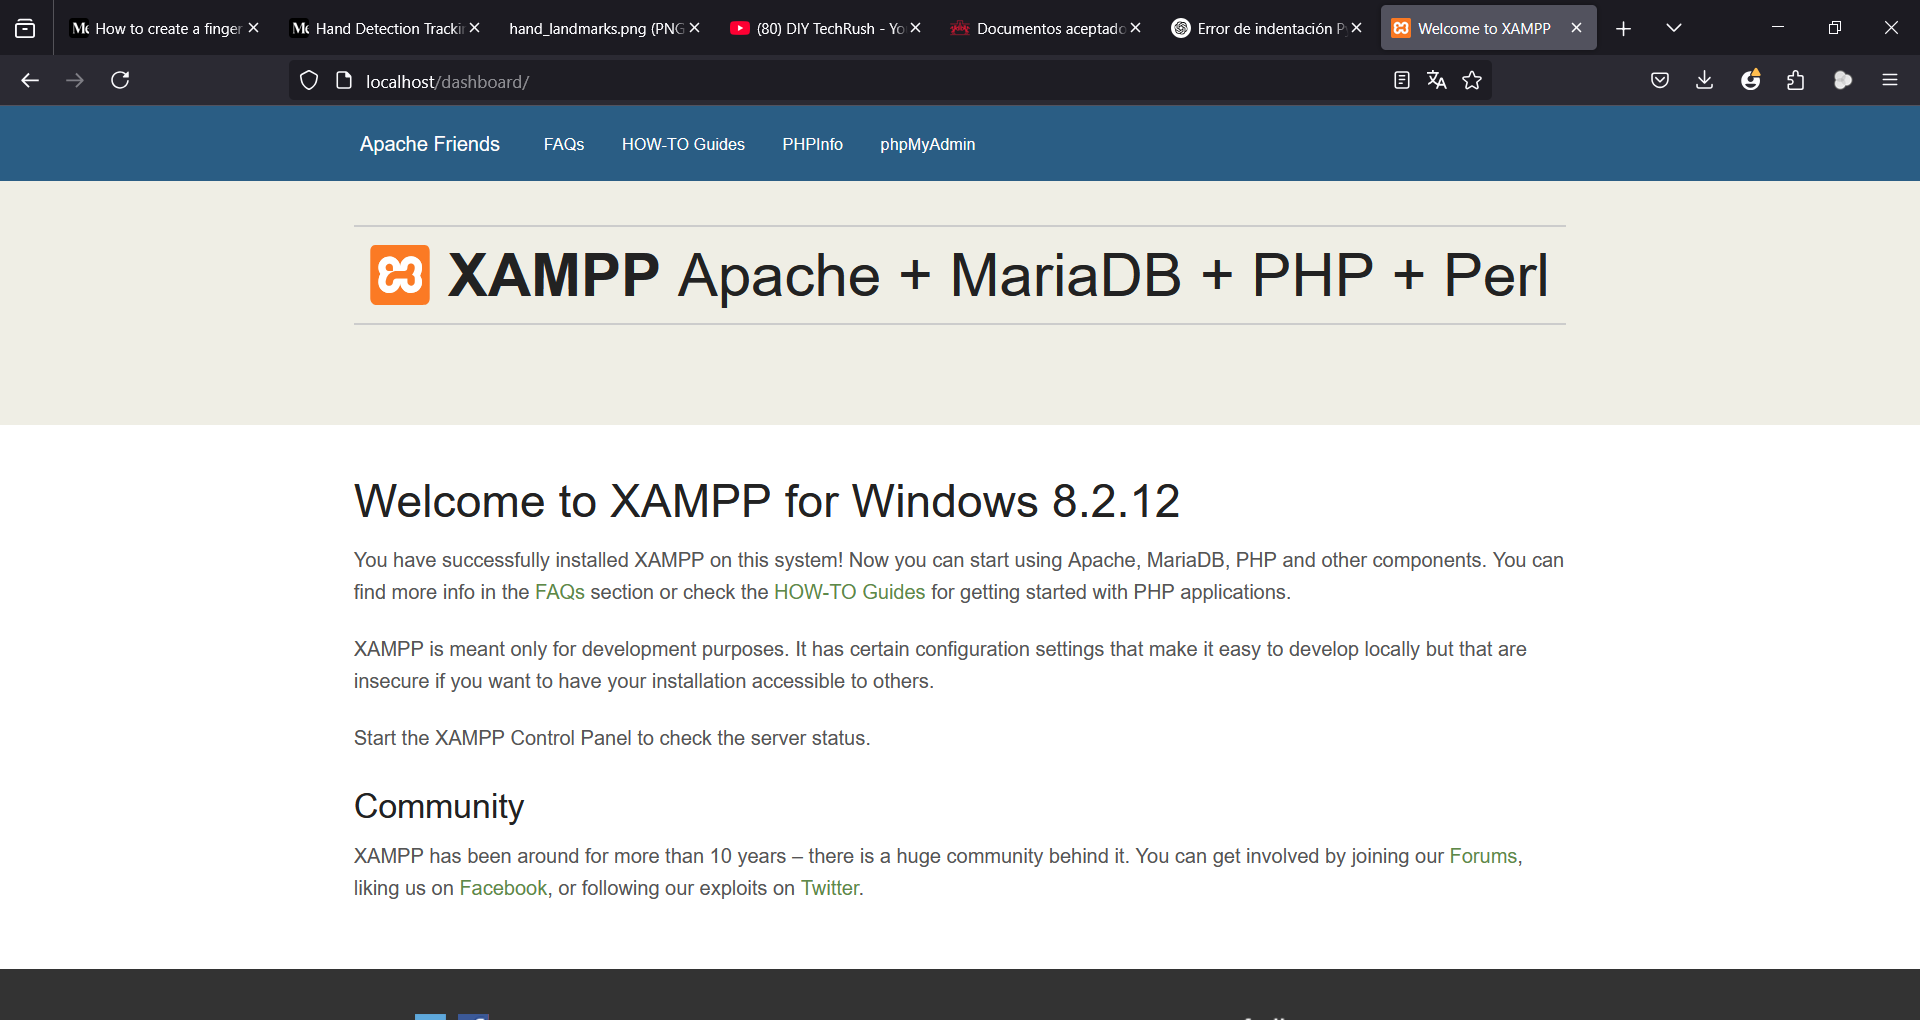 How to create a finger
Hand Detection Trackin
hand_landmarks.png (PNG
(80) DIY TechRush - Yo
Documentos aceptado
Error de indentación P
Welcome to XAMPP
localhost/dashboard/
Apache Friends
FAQs
HOW-TO Guides
PHPInfo
phpMyAdmin
XAMPP Apache + MariaDB + PHP + Perl
Welcome to XAMPP for Windows 8.2.12
You have successfully installed XAMPP on this system! Now you can start using Apache, MariaDB, PHP and other components. You can
find more info in the FAQs section or check the HOW-TO Guides for getting started with PHP applications.
XAMPP is meant only for development purposes. It has certain configuration settings that make it easy to develop locally but that are
insecure if you want to have your installation accessible to others.
Start the XAMPP Control Panel to check the server status.
Community
XAMPP has been around for more than 10 years – there is a huge community behind it. You can get involved by joining our Forums,
liking us on Facebook, or following our exploits on Twitter.